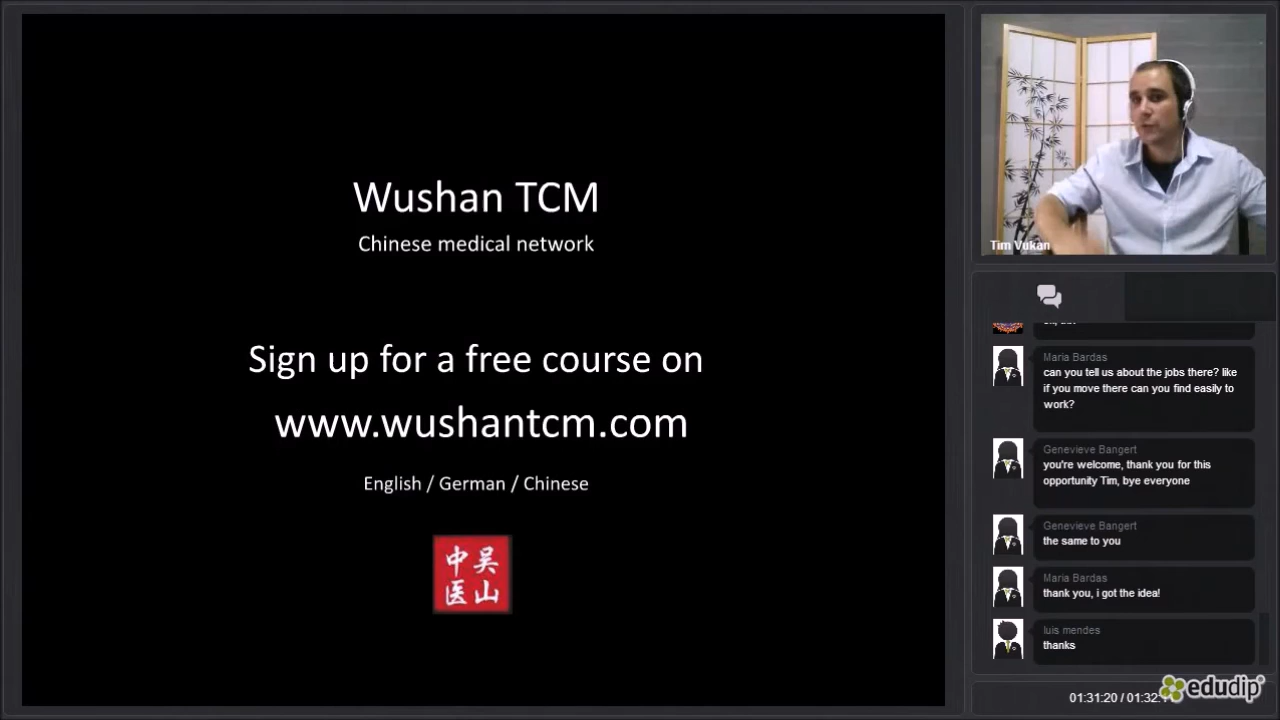 Wushan TCM
Chinese medical network
Sign up for a free course on
www.wushantcm.com
English / German / Chinese
中吴
医山
Tim Vukan
Maria Bardas
can you tell us about the jobs there? like
if you move there can you find easily to
work?
Genevieve Bangert
you're welcome, thank you for this
opportunity Tim, bye everyone
Genevieve Bangert
the same to you
Maria Bardas
thank you, i got the idea!
luis mendes
thanks
01:31:20 / 01:32:
edudip